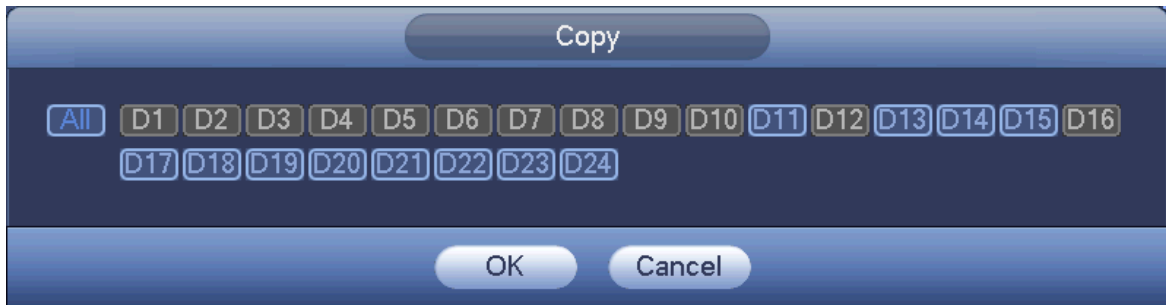 Copy
All D1 D2 D3 D4 D5 D6 D7 D8 D9 D10 D11 D12 D13 D14 D15 D16
D17 D18 D19 D20 D21 D22 D23 D24
OK Cancel